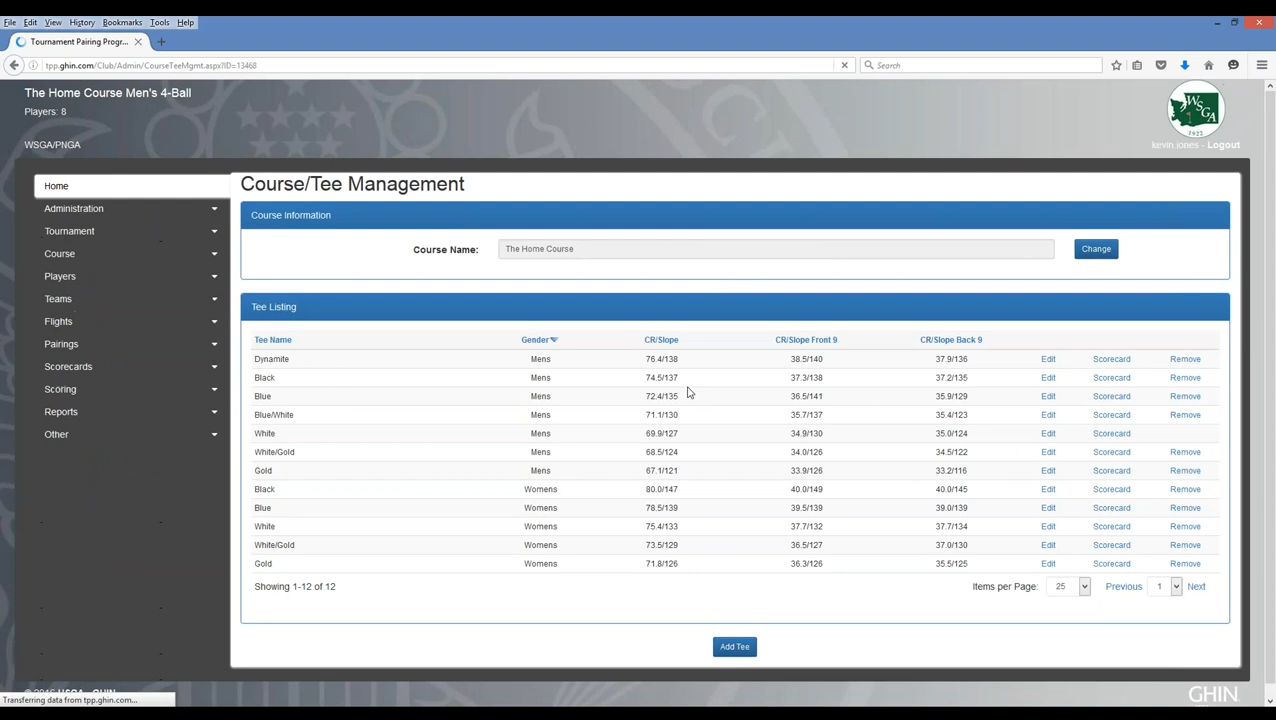 File Edit View History Bookmarks Tools Help
Tournament Pairing Progr...
tpp.ghin.com/Club/Admin/CourseTeeMgmt.aspx?ID=13468
Search
The Home Course Men's 4-Ball
Players: 8
WSGA/PNGA
WSGA
1922
kevin.jones - Logout
Home
Administration
Tournament
Course
Players
Teams
Flights
Pairings
Scorecards
Scoring
Reports
Other
Course/Tee Management
Course Information
Course Name: The Home Course Change
Tee Listing
Tee Name Gender CR/Slope CR/Slope Front 9 CR/Slope Back 9
Dynamite Mens 76.4/138 38.5/140 37.9/136 Edit Scorecard Remove
Black Mens 74.5/137 37.3/138 37.2/135 Edit Scorecard Remove
Blue Mens 72.4/135 36.5/141 35.9/129 Edit Scorecard Remove
Blue/White Mens 71.1/130 35.7/137 35.4/123 Edit Scorecard Remove
White Mens 69.9/127 34.9/130 35.0/124 Edit Scorecard
White/Gold Mens 68.5/124 34.0/126 34.5/122 Edit Scorecard Remove
Gold Mens 67.1/121 33.9/126 33.2/116 Edit Scorecard Remove
Black Womens 80.0/147 40.0/149 40.0/145 Edit Scorecard Remove
Blue Womens 78.5/139 39.5/139 39.0/139 Edit Scorecard Remove
White Womens 75.4/133 37.7/132 37.7/134 Edit Scorecard Remove
White/Gold Womens 73.5/129 36.5/127 37.0/130 Edit Scorecard Remove
Gold Womens 71.8/126 36.3/126 35.5/125 Edit Scorecard Remove
Showing 1-12 of 12 Items per Page: 25 Previous 1 Next
Add Tee
USGA - GHIN
Transferring data from tpp.ghin.com...
GHIN